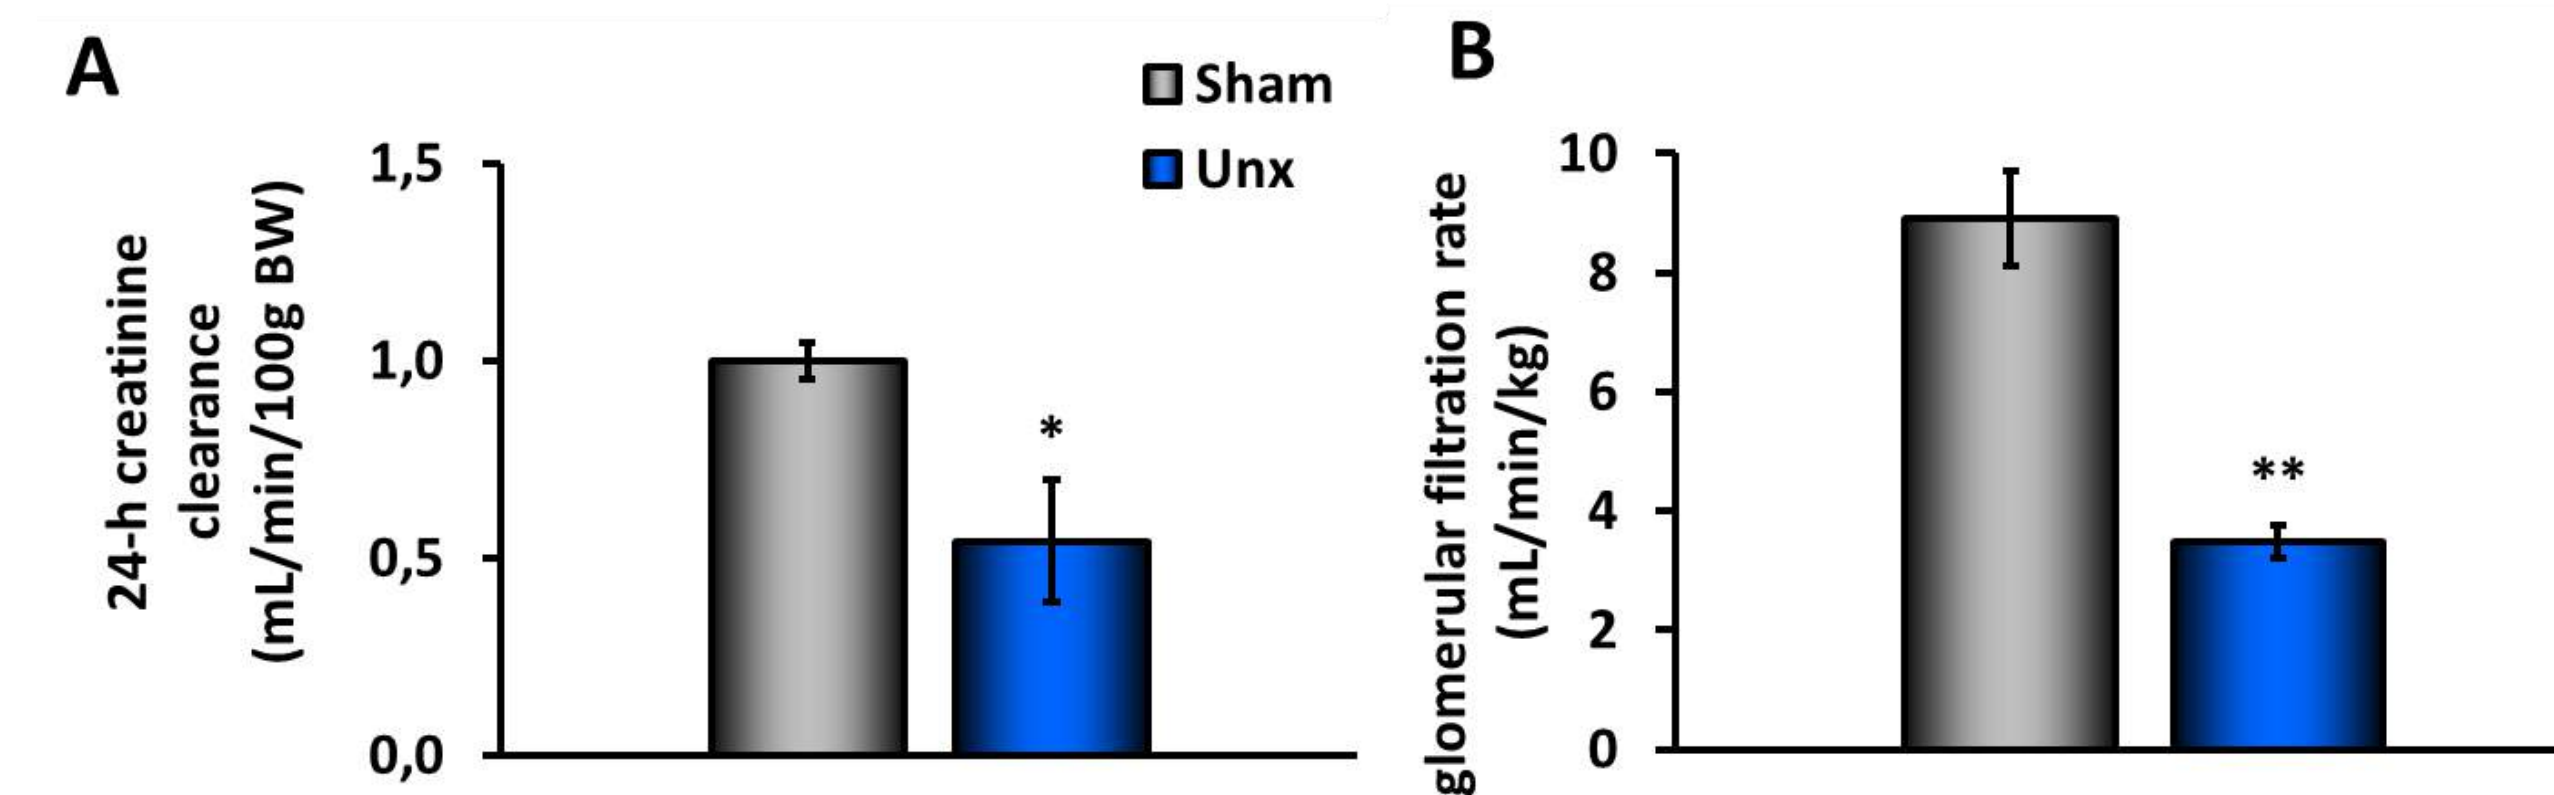 A
Sham
Unx
24-h creatinine
clearance
(mL/min/100g BW)
1,5
1,0
0,5
0,0
*
B
glomerular filtration rate
(mL/min/kg)
10
8
6
4
2
0
**